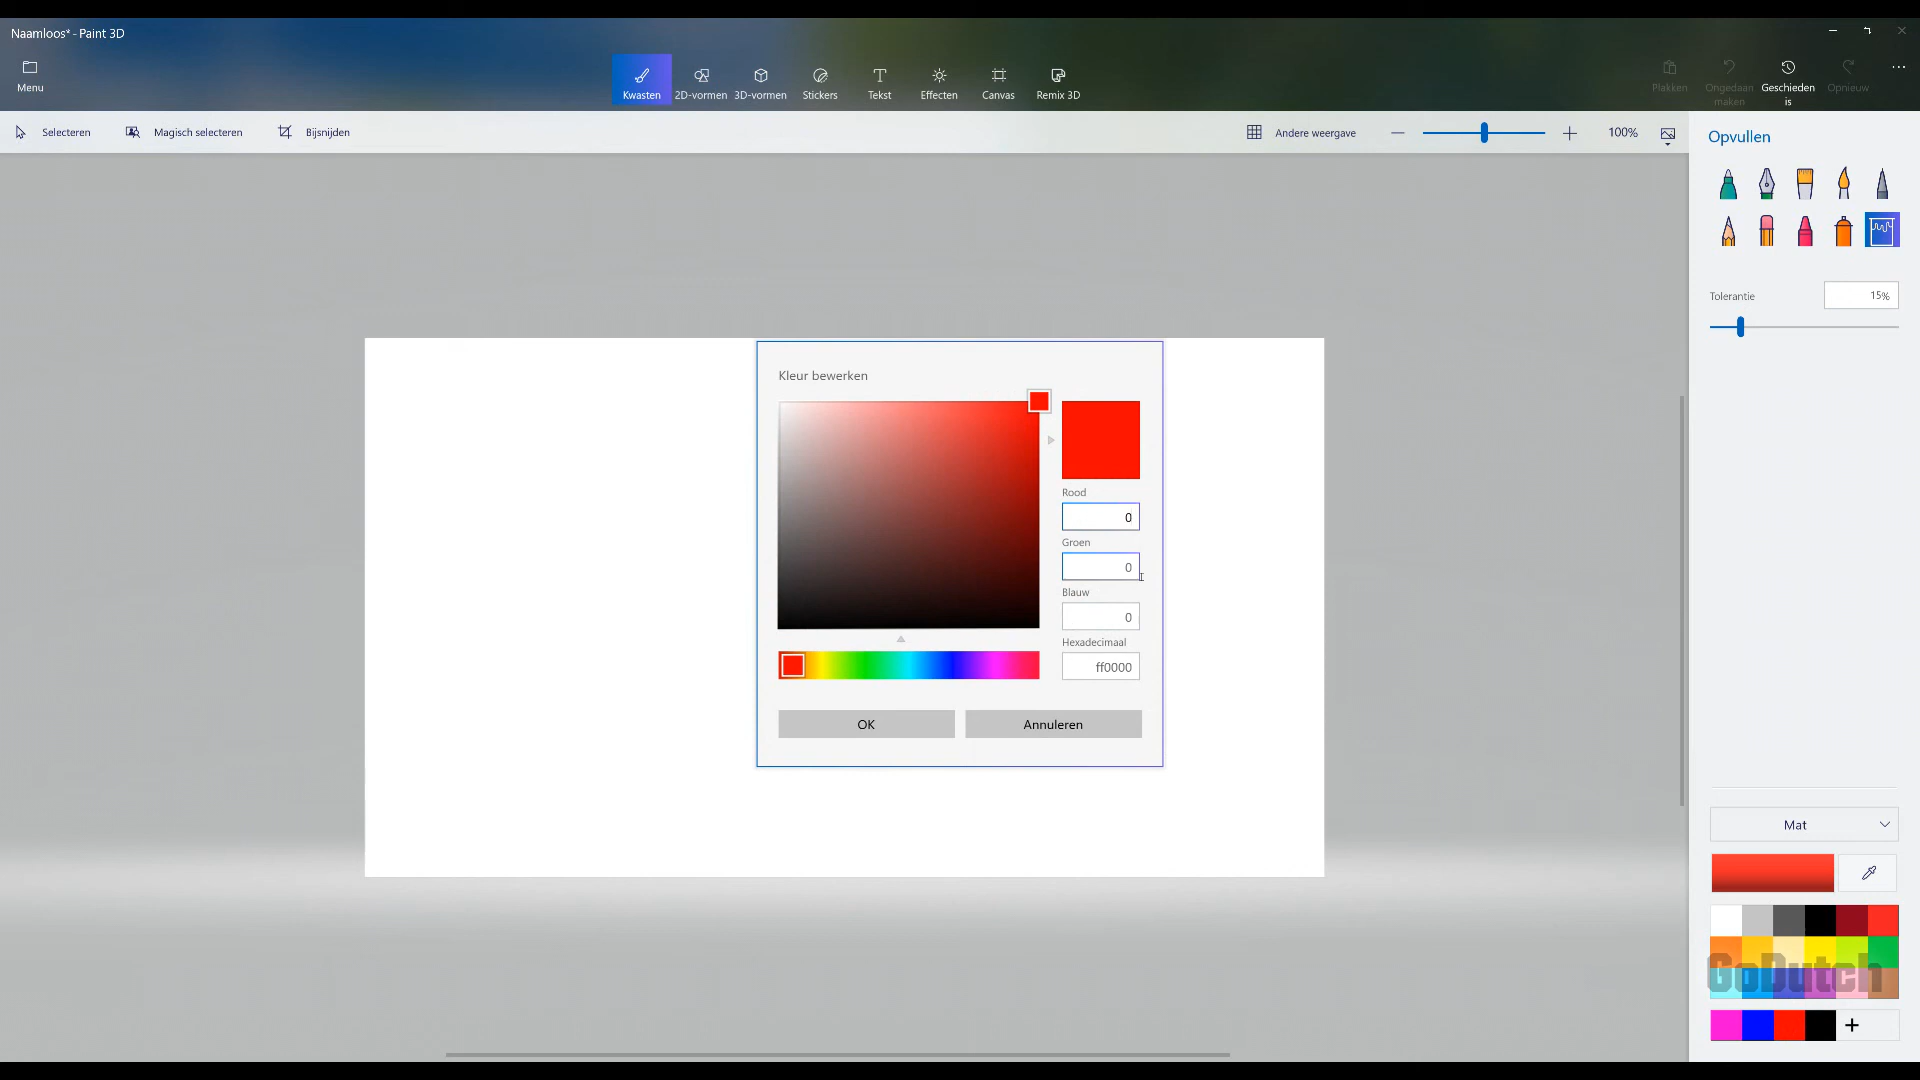 Naamloos* - Paint 3D
Menu
Kwasten
2D-vormen
3D-vormen
Stickers
Tekst
Effecten
Canvas
Remix 3D
Plakken
Ongedaan
maken
Geschieden
is
Opnieuw
Selecteren
Magisch selecteren
Bijsnijden
Andere weergave
100%
Opvullen
Tolerantie
15%
Kleur bewerken
Rood
0
Groen
0
Blauw
0
Hexadecimaal
ff0000
OK
Annuleren
Mat
GoDutch